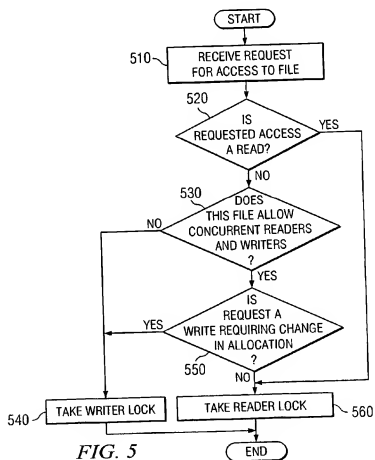 START
510
RECEIVE REQUEST
FOR ACCESS TO FILE
520
IS
REQUESTED ACCESS
A READ?
YES
NO
530
DOES
THIS FILE ALLOW
CONCURRENT READERS
AND WRITERS
?
NO
YES
IS
REQUEST A
WRITE REQUIRING CHANGE
IN ALLOCATION
?
YES
550
NO
540
TAKE WRITER LOCK
TAKE READER LOCK
560
FIG. 5
END